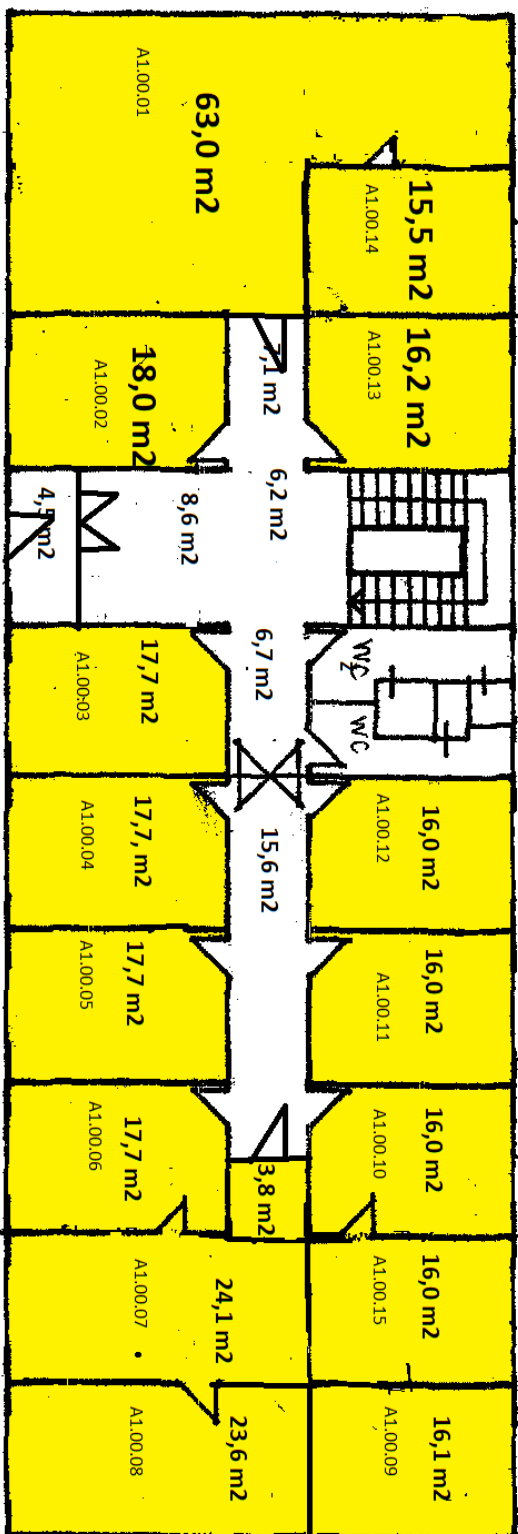 A1.00.01
63,0 m2
15,5 m2
A1.00.14
16,2 m2
A1.00.13
18,0 m2
A1.00.02
6,2 m2
8,6 m2
6,7 m2
WC
WC
17,7 m2
A1.00.03
17,7, m2
A1.00.04
15,6 m2
16,0 m2
A1.00.12
17,7 m2
A1.00.05
16,0 m2
A1.00.11
17,7 m2
A1.00.06
16,0 m2
A1.00.10
3,8 m2
24,1 m2
A1.00.07
16,0 m2
A1.00.15
23,6 m2
A1.00.08
16,1 m2
A1.00.09